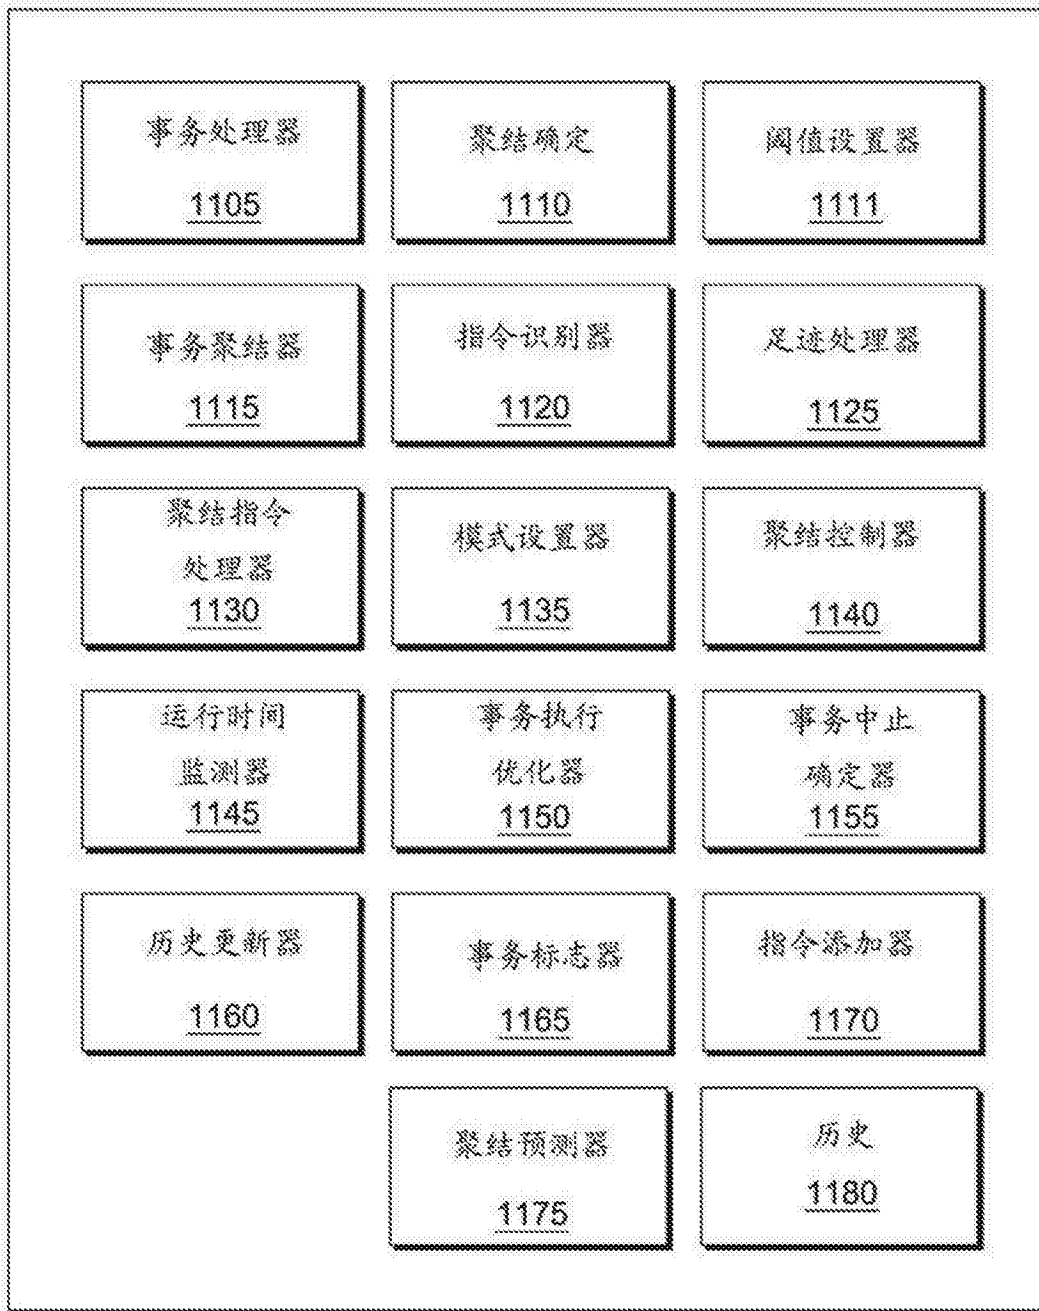 事务处理器
1105
聚结确定
1110
阈值设置器
1111
事务聚结器
1115
指令识别器
1120
足迹处理器
1125
聚结指令
处理器
1130
模式设置器
1135
聚结控制器
1140
运行时间
监测器
1145
事务执行
优化器
1150
事务中止
确定器
1155
历史更新器
1160
事务标志器
1165
指令添加器
1170
聚结预测器
1175
历史
1180